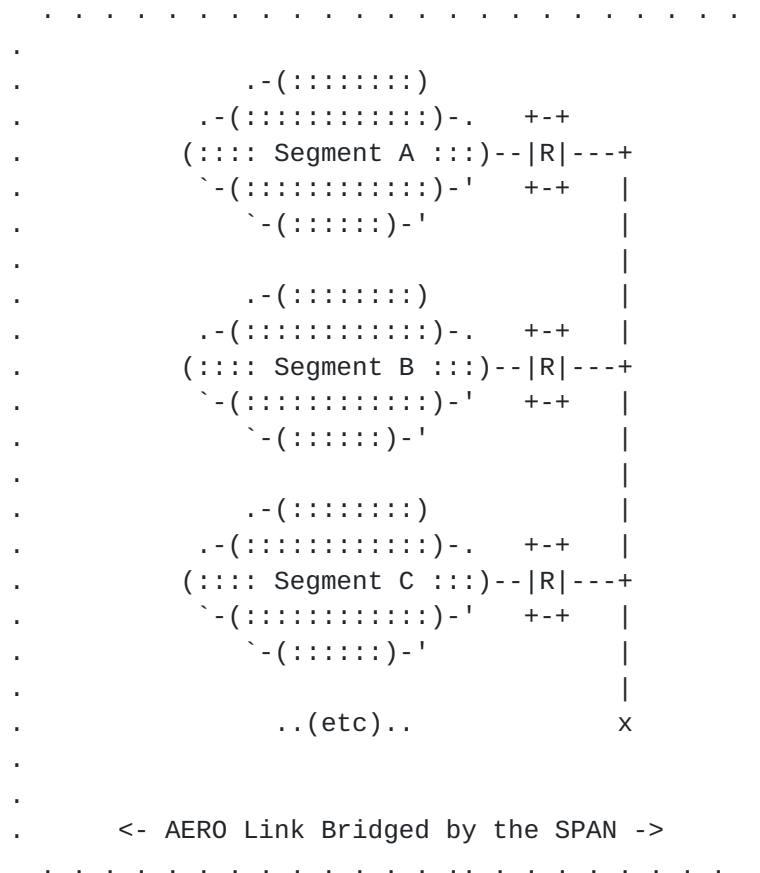 . . . . . . . . . . . . . . . . . . . . . . .
.
.               .-(::::::::)
.            .-(::::::::::::)-.   +-+
.           (:::: Segment A :::)--|R|---+
.            `-(::::::::::::)-'   +-+   |
.               `-(::::::)-'            |
.                                       |
.               .-(::::::::)            |
.            .-(::::::::::::)-.   +-+   |
.           (:::: Segment B :::)--|R|---+
.            `-(::::::::::::)-'   +-+   |
.               `-(::::::)-'            |
.                                       |
.               .-(::::::::)            |
.            .-(::::::::::::)-.   +-+   |
.           (:::: Segment C :::)--|R|---+
.            `-(::::::::::::)-'   +-+   |
.               `-(::::::)-'            |
.                                       |
.                 ..(etc)..             x
.
.
.       <- AERO Link Bridged by the SPAN ->
  . . . . . . . . . . . . . .. . . . . . . . .